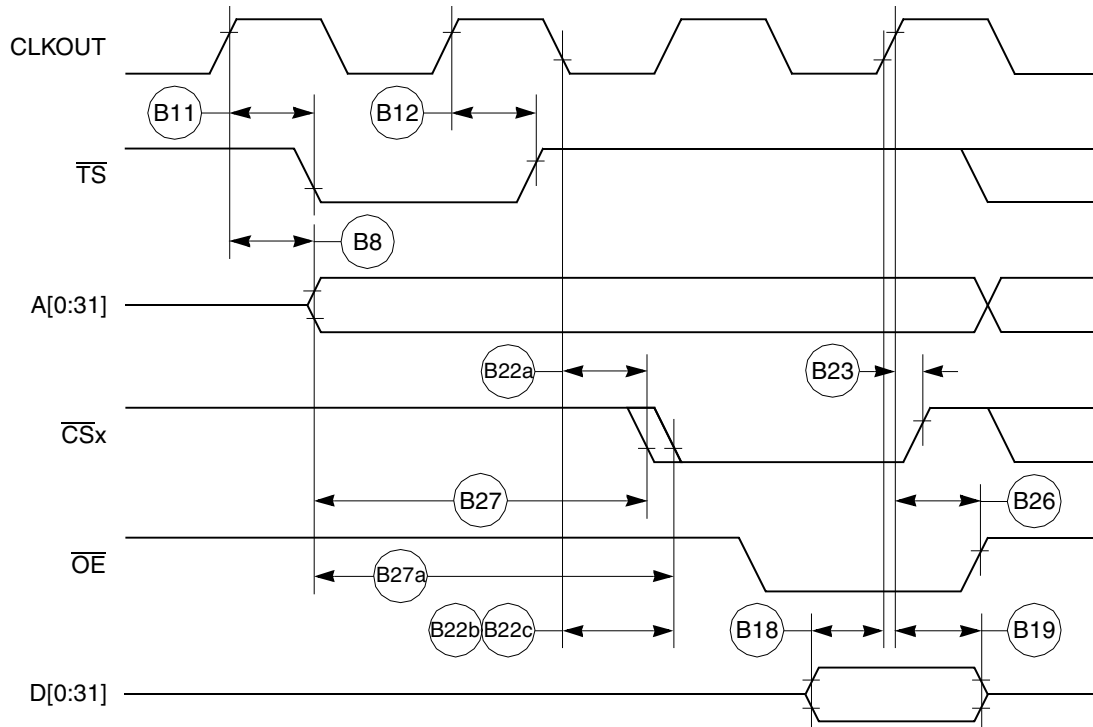 CLKOUT
B11
B12
TS
B8
A[0:31]
B22a
B23
CSx
B27
B26
OE
B27a
B22b B22c
B18
B19
D[0:31]